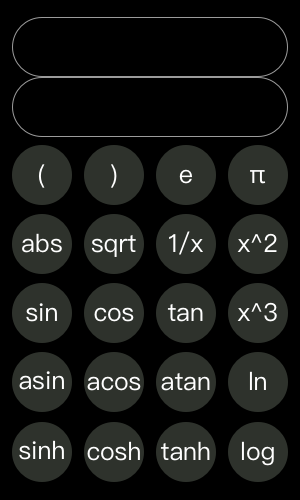 ( ) e π
abs sqrt 1/x x^2
sin cos tan x^3
asin acos atan ln
sinh cosh tanh log